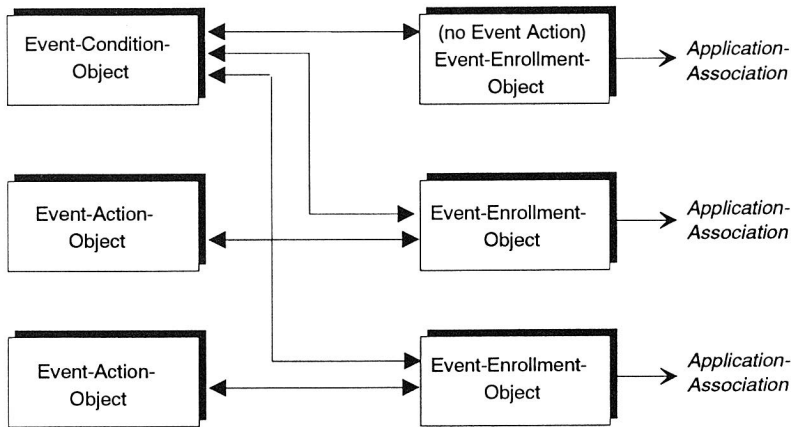 Event-Condition-
Object
(no Event Action)
Event-Enrollment-
Object
Application-
Association
Event-Action-
Object
Event-Enrollment-
Object
Application-
Association
Event-Action-
Object
Event-Enrollment-
Object
Application-
Association